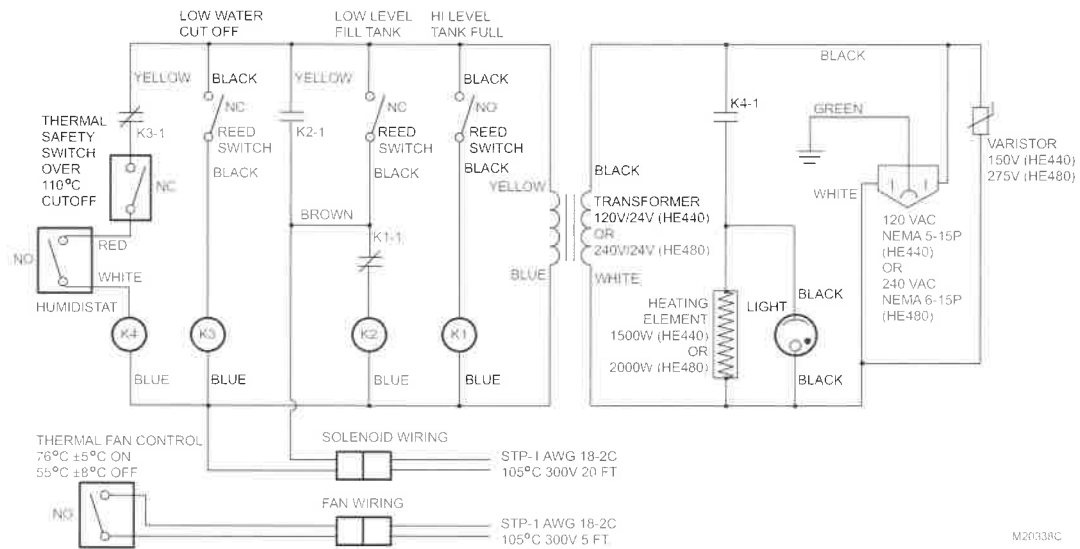 LOW WATER
CUT OFF
LOW LEVEL
FILL TANK
HI LEVEL
TANK FULL
YELLOW
BLACK
YELLOW
BLACK
BLACK
BLACK
K3-1
NC
K2-1
NC
NO
K4-1
GREEN
THERMAL
SAFETY
SWITCH
OVER
110°C
CUTOFF
NC
REED
SWITCH
BLACK
REED
SWITCH
BLACK
REED
SWITCH
BLACK
VARISTOR
150V (HE440)
275V (HE480)
YELLOW
BLACK
WHITE
BROWN
K1-1
TRANSFORMER
120V/24V (HE440)
OR
240V/24V (HE480)
120 VAC
NEMA 5-15P
(HE440)
OR
240 VAC
NEMA 6-15P
(HE480)
NO
RED
WHITE
HUMIDISTAT
BLUE
WHITE
HEATING
ELEMENT
1500W (HE440)
OR
2000W (HE480)
LIGHT
BLACK
BLACK
K4
K3
K2
K1
BLUE
BLUE
BLUE
BLUE
THERMAL FAN CONTROL
76°C ±5°C ON
55°C ±8°C OFF
NO
SOLENOID WIRING
STP-1 AWG 18-2C
105°C 300V 20 FT
FAN WIRING
STP-1 AWG 18-2C
105°C 300V 5 FT.
M20338C